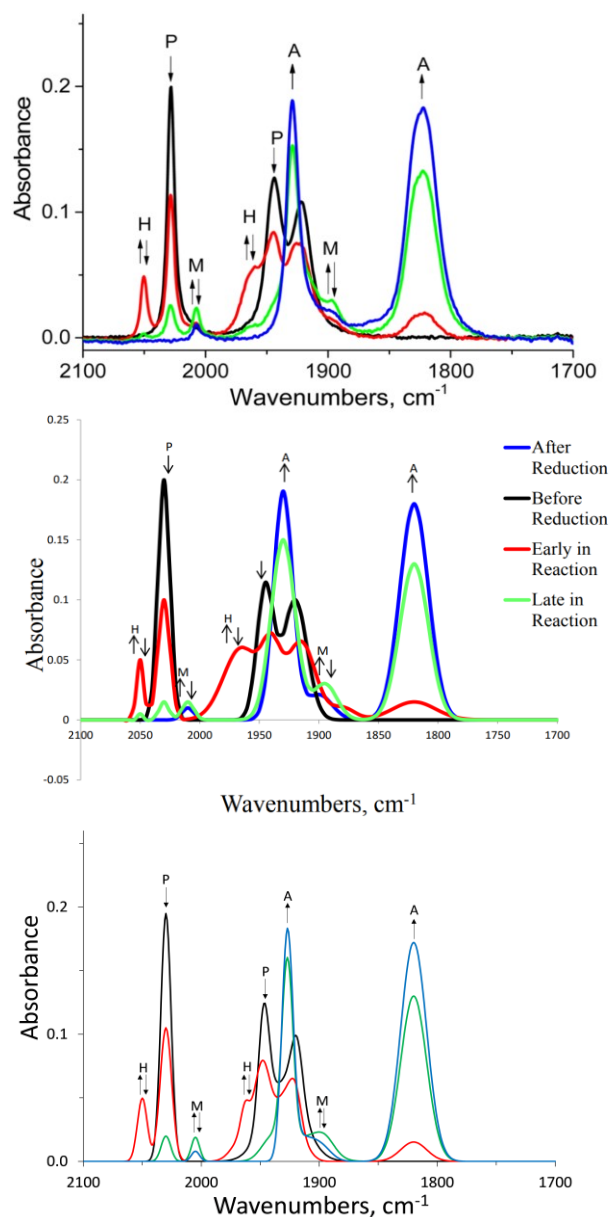 P
A
A
0.2
Absorbance
P
H
0.1
H
M
M
0.0
2100
2000
1900
1800
1700
Wavenumbers, cm-1
0.25
P
A
A
After
Reduction
0.2
Before
Reduction
0.15
Early in
Reaction
Absorbance
0.1
H
H
Late in
Reaction
0.05
M
M
0
2100
2050
2000
1950
1900
1850
1800
1750
1700
-0.05
Wavenumbers, cm-1
P
A
A
0.2
Absorbance
P
0.1
H
H
M
M
0.0
2100
2000
1900
1800
1700
Wavenumbers, cm-1